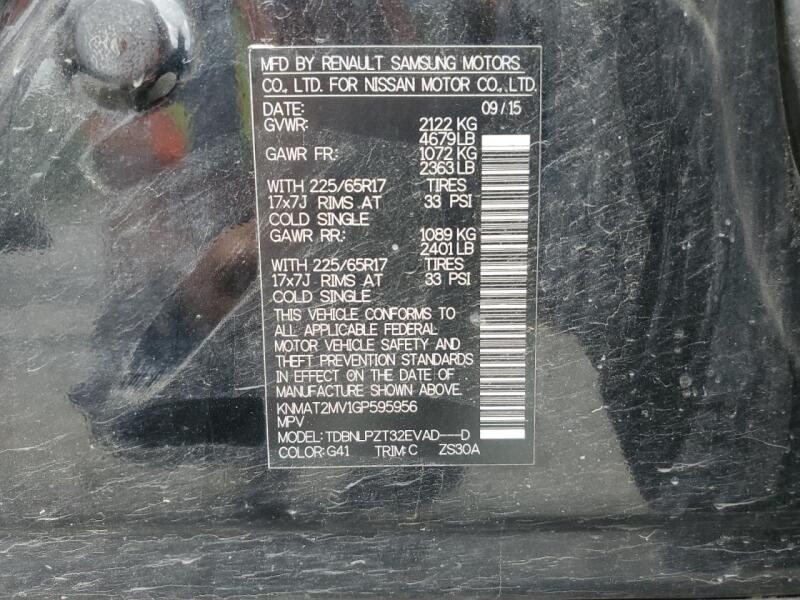 MFD BY RENAULT SAMSUNG MOTORS
CO., LTD. FOR NISSAN MOTOR CO., LTD.
DATE: 09/15
GVWR: 2122 KG
4679 LB
GAWR FR: 1072 KG
2363 LB
WITH 225/65R17 TIRES
17x7J RIMS AT 33 PSI
COLD SINGLE
GAWR RR: 1089 KG
2401 LB
WITH 225/65R17 TIRES
17x7J RIMS AT 33 PSI
COLD SINGLE
THIS VEHICLE CONFORMS TO
ALL APPLICABLE FEDERAL
MOTOR VEHICLE SAFETY AND
THEFT PREVENTION STANDARDS
IN EFFECT ON THE DATE OF
MANUFACTURE SHOWN ABOVE.
KNMAT2MV1GP595956
MPV
MODEL: TDBNLPZT32EVAD---D
COLOR: G41 TRIM: C ZS30A